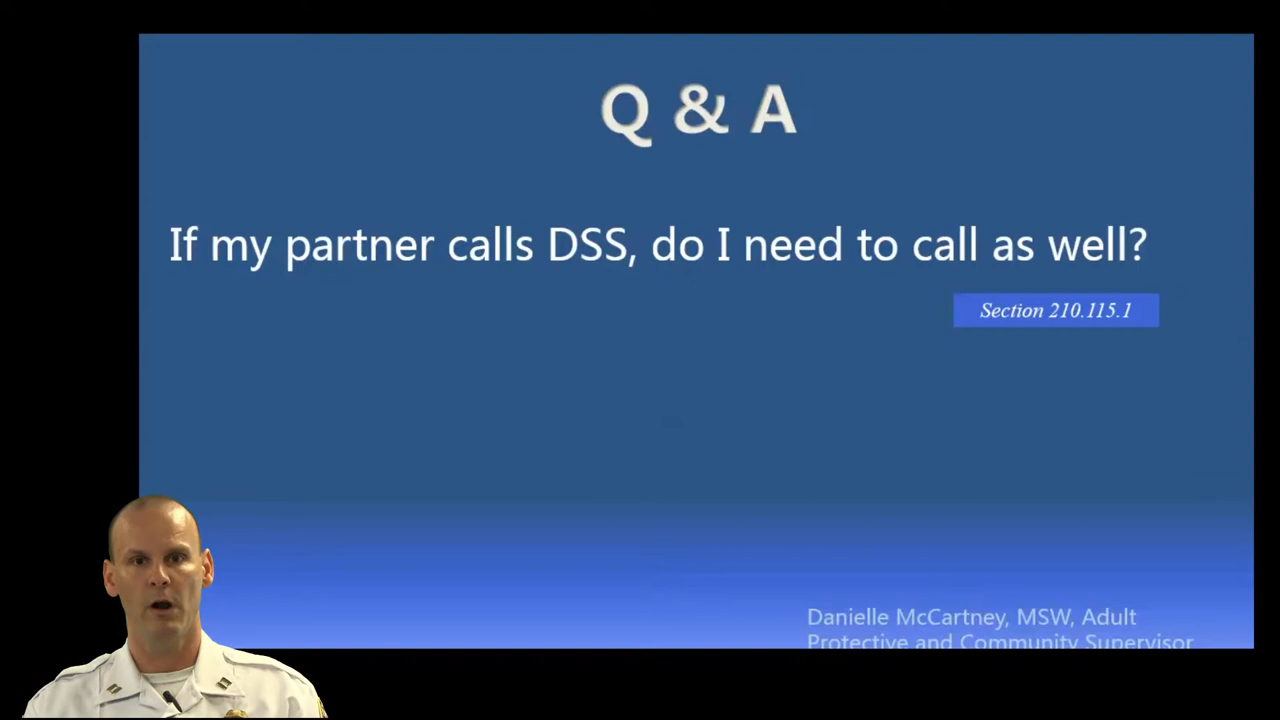 Q & A
If my partner calls DSS, do I need to call as well?
Section 210.115.1
Danielle McCartney, MSW, Adult
Protective and Community Supervisor